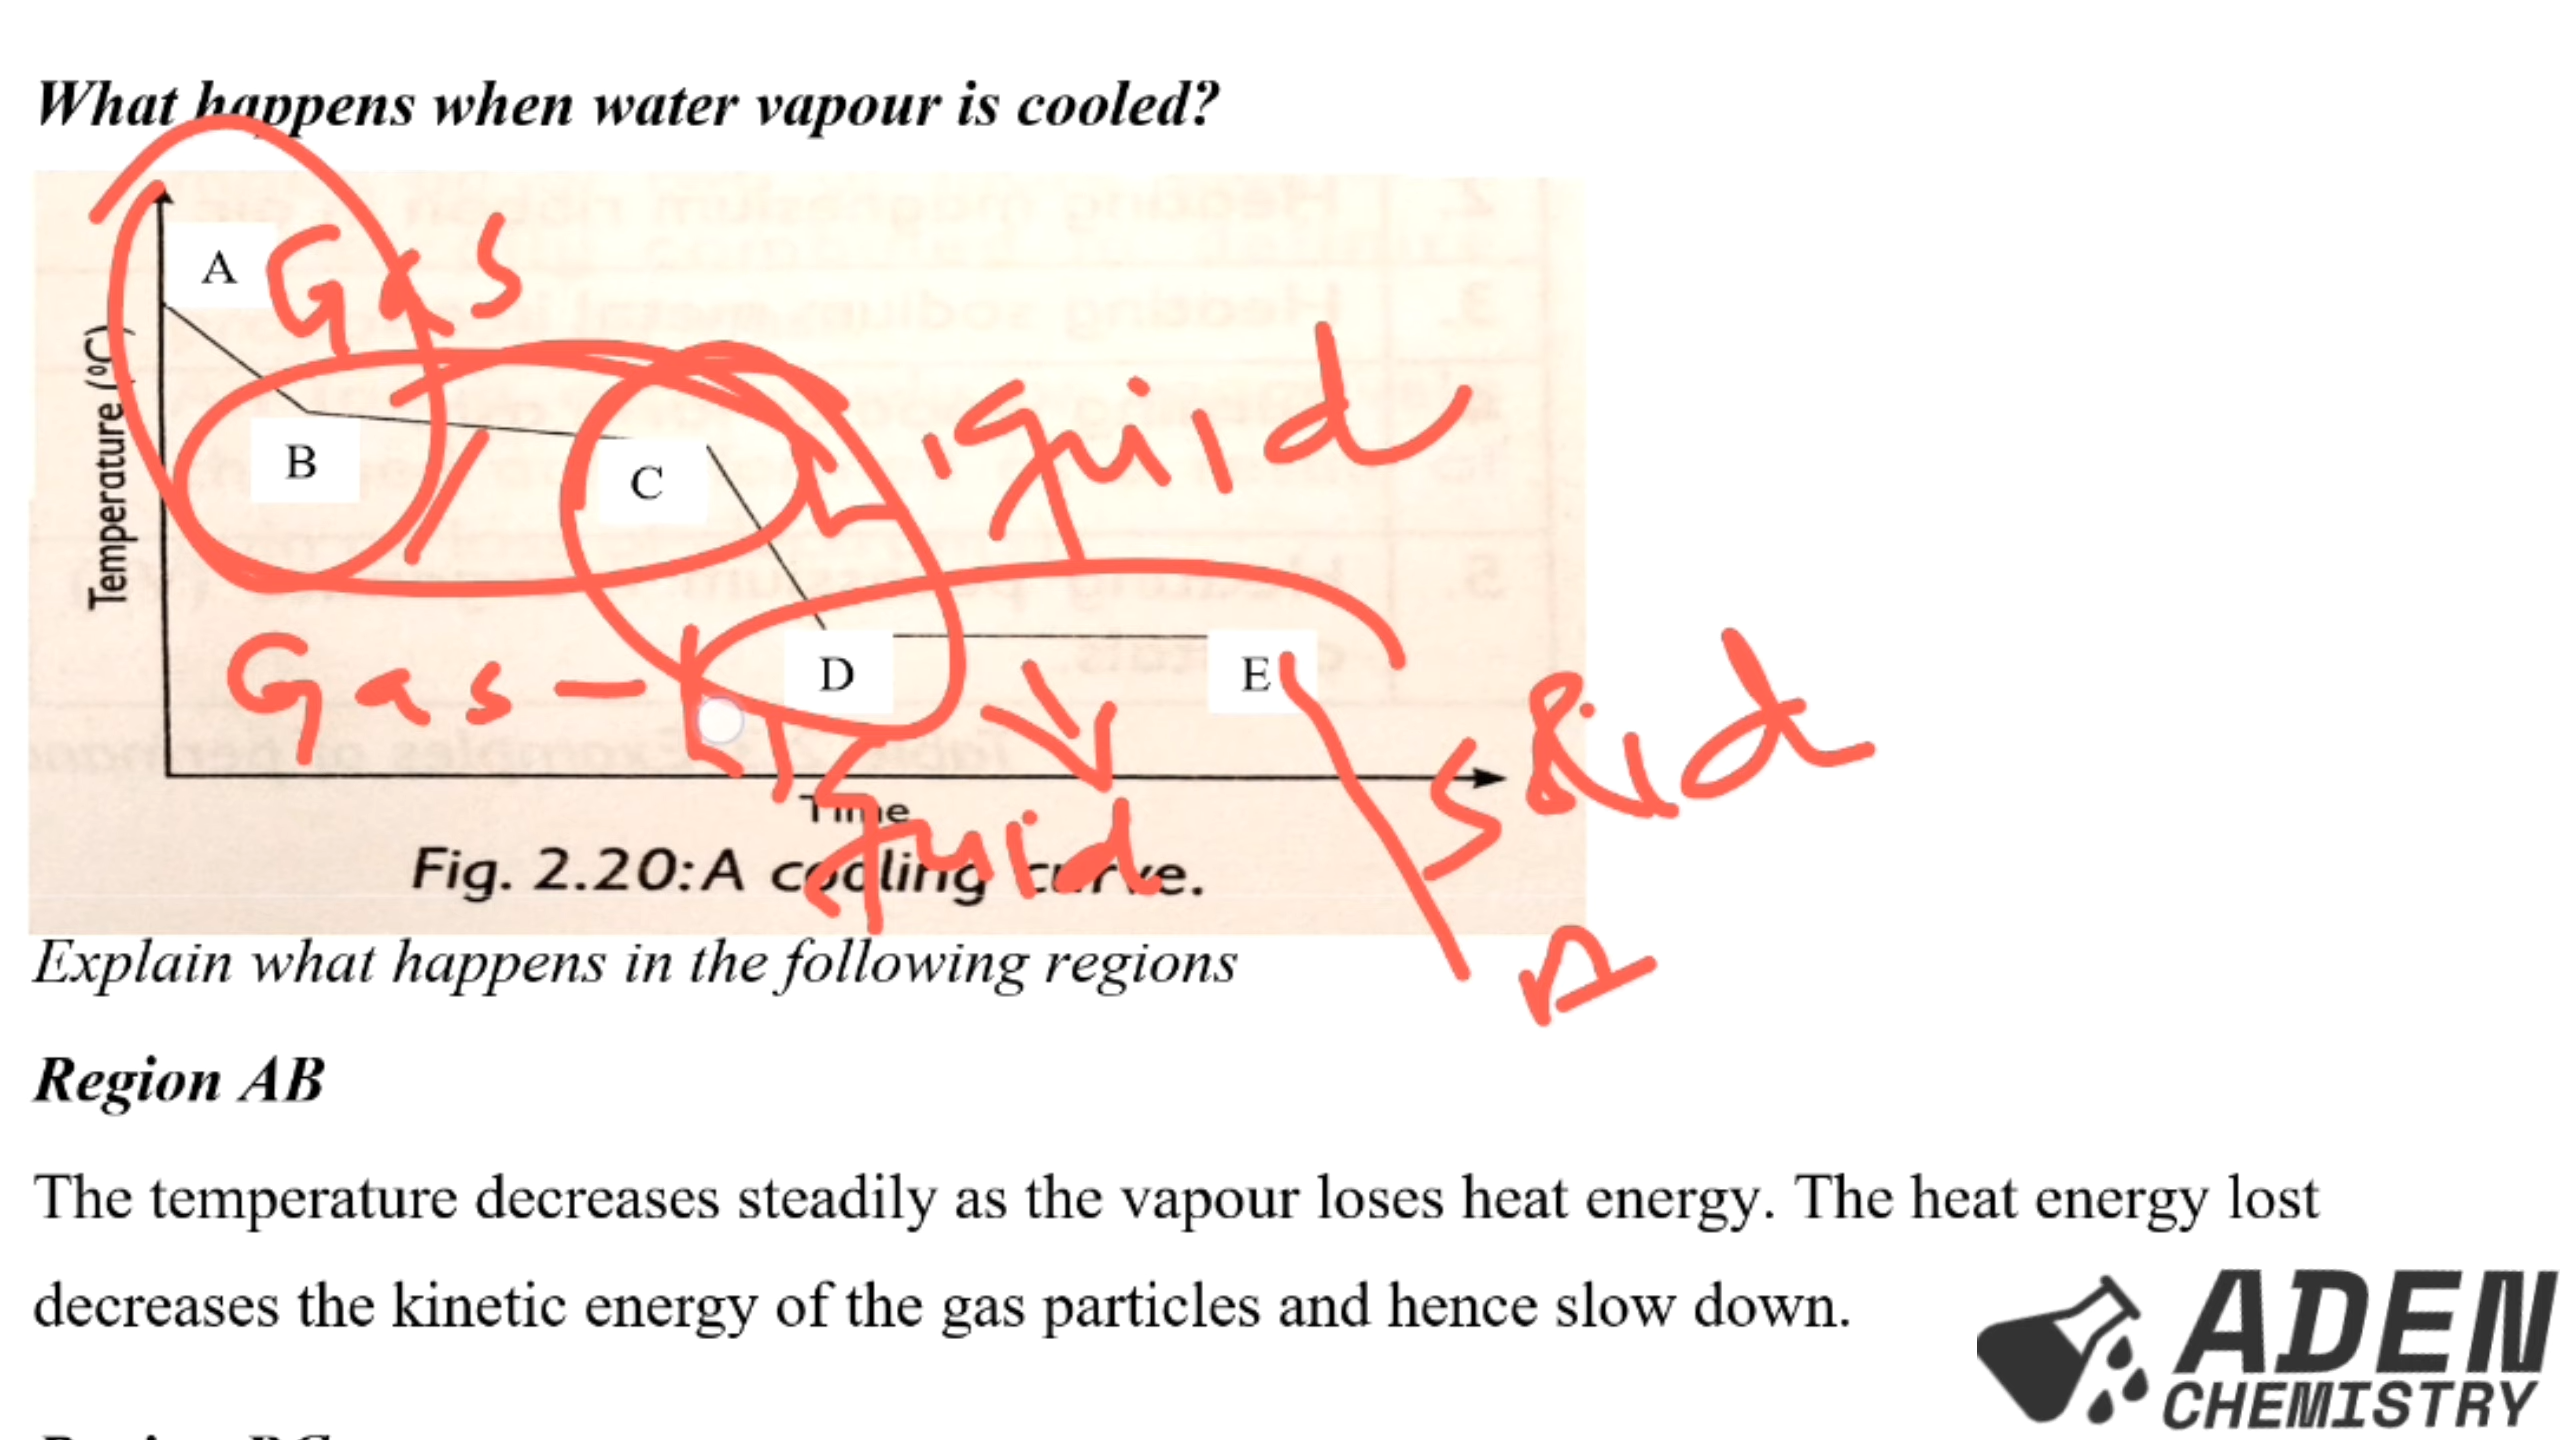 What happens when water vapour is cooled?
A
Gas
B
C
Liquid
Temperature (ºC)
D
E
Gas - Liquid
Solid
Time
Fig. 2.20: A cooling curve.
Explain what happens in the following regions
Region AB
The temperature decreases steadily as the vapour loses heat energy. The heat energy lost
decreases the kinetic energy of the gas particles and hence slow down.
ADEN
CHEMISTRY